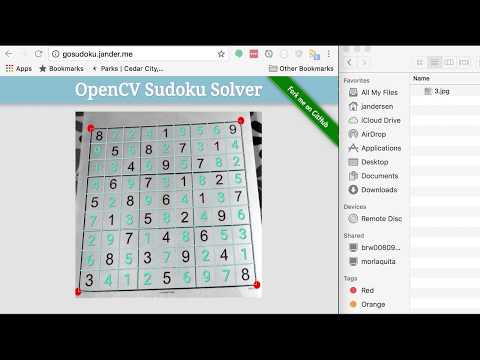 gosudoku.jander.me
Apps
Bookmarks
Parks | Cedar City,...
Other Bookmarks
OpenCV Sudoku Solver
Fork me on GitHub
8 7 2 4 1 3 5 6 9
9 5 6 8 2 7 3 1 4
1 3 4 6 9 5 7 8 2
4 6 9 7 3 1 8 2 5
5 2 8 9 6 4 1 3 7
7 1 3 5 8 2 4 9 6
2 9 7 1 4 8 6 5 3
6 8 5 3 7 9 2 4 1
3 4 1 2 5 6 9 7 8
Favorites
All My Files
jandersen
iCloud Drive
AirDrop
Applications
Desktop
Documents
Downloads
Devices
Remote Disc
Shared
brw00809...
morlaquita
Tags
Red
Orange
Name
3.jpg